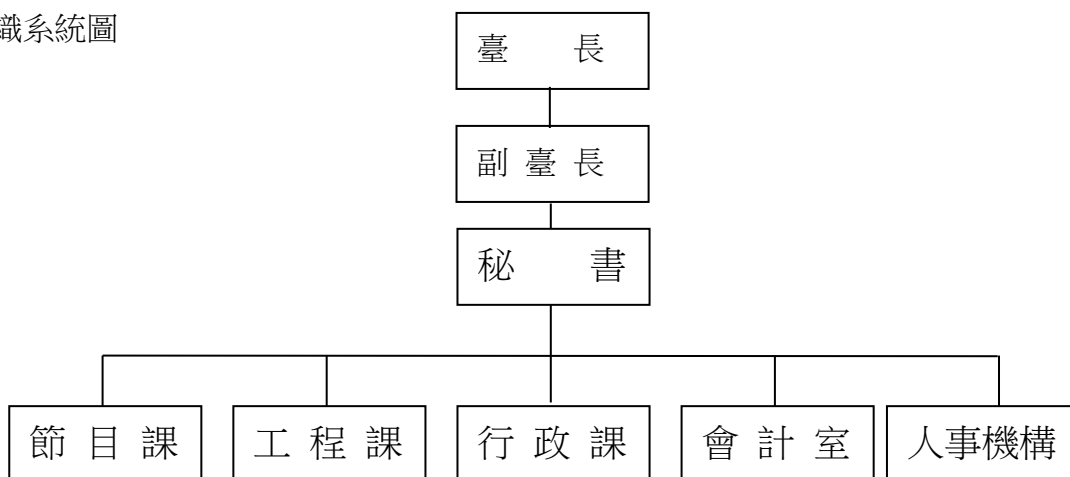 織系統圖
臺 長
副 臺 長
秘 書
節 目 課 工 程 課 行 政 課 會 計 室 人事機構